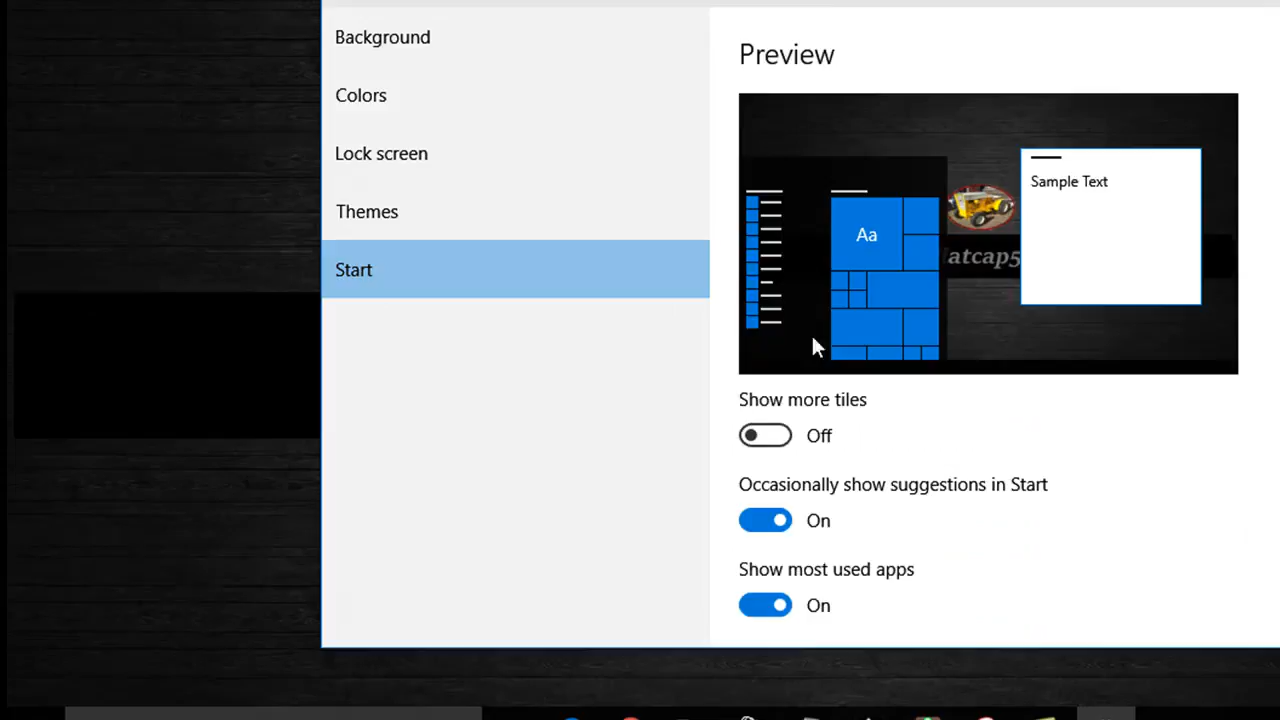 Background
Colors
Lock screen
Themes
Start
Preview
Sample Text
Aa
atcap5
Show more tiles
Off
Occasionally show suggestions in Start
On
Show most used apps
On